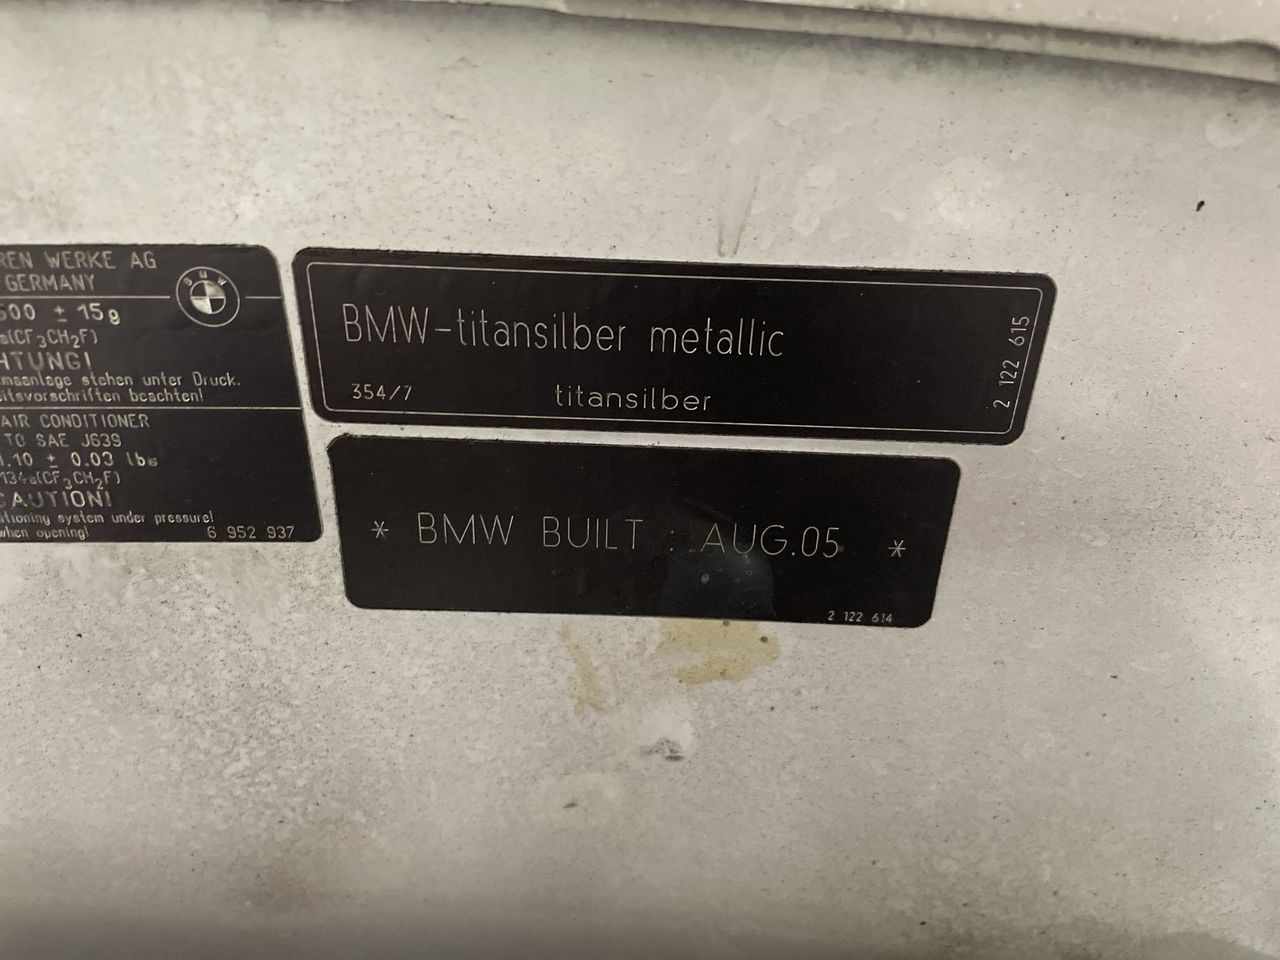 REN WERKE AG
GERMANY
500 ± 15g
(CF₃CH₂F)
HTUNG!
maanlage stehen unter Druck.
itsvorschriften beachten!
AIR CONDITIONER
TO SAE J639
1.10 ± 0.03 lbs
134a(CF₃CH₂F)
CAUTION!
itioning system under pressure!
when opening!
6 952 937
BMW
BMW-titansilber metallic
354/7
titansilber
2 122 615
* BMW BUILT : AUG.05 *
2 122 614